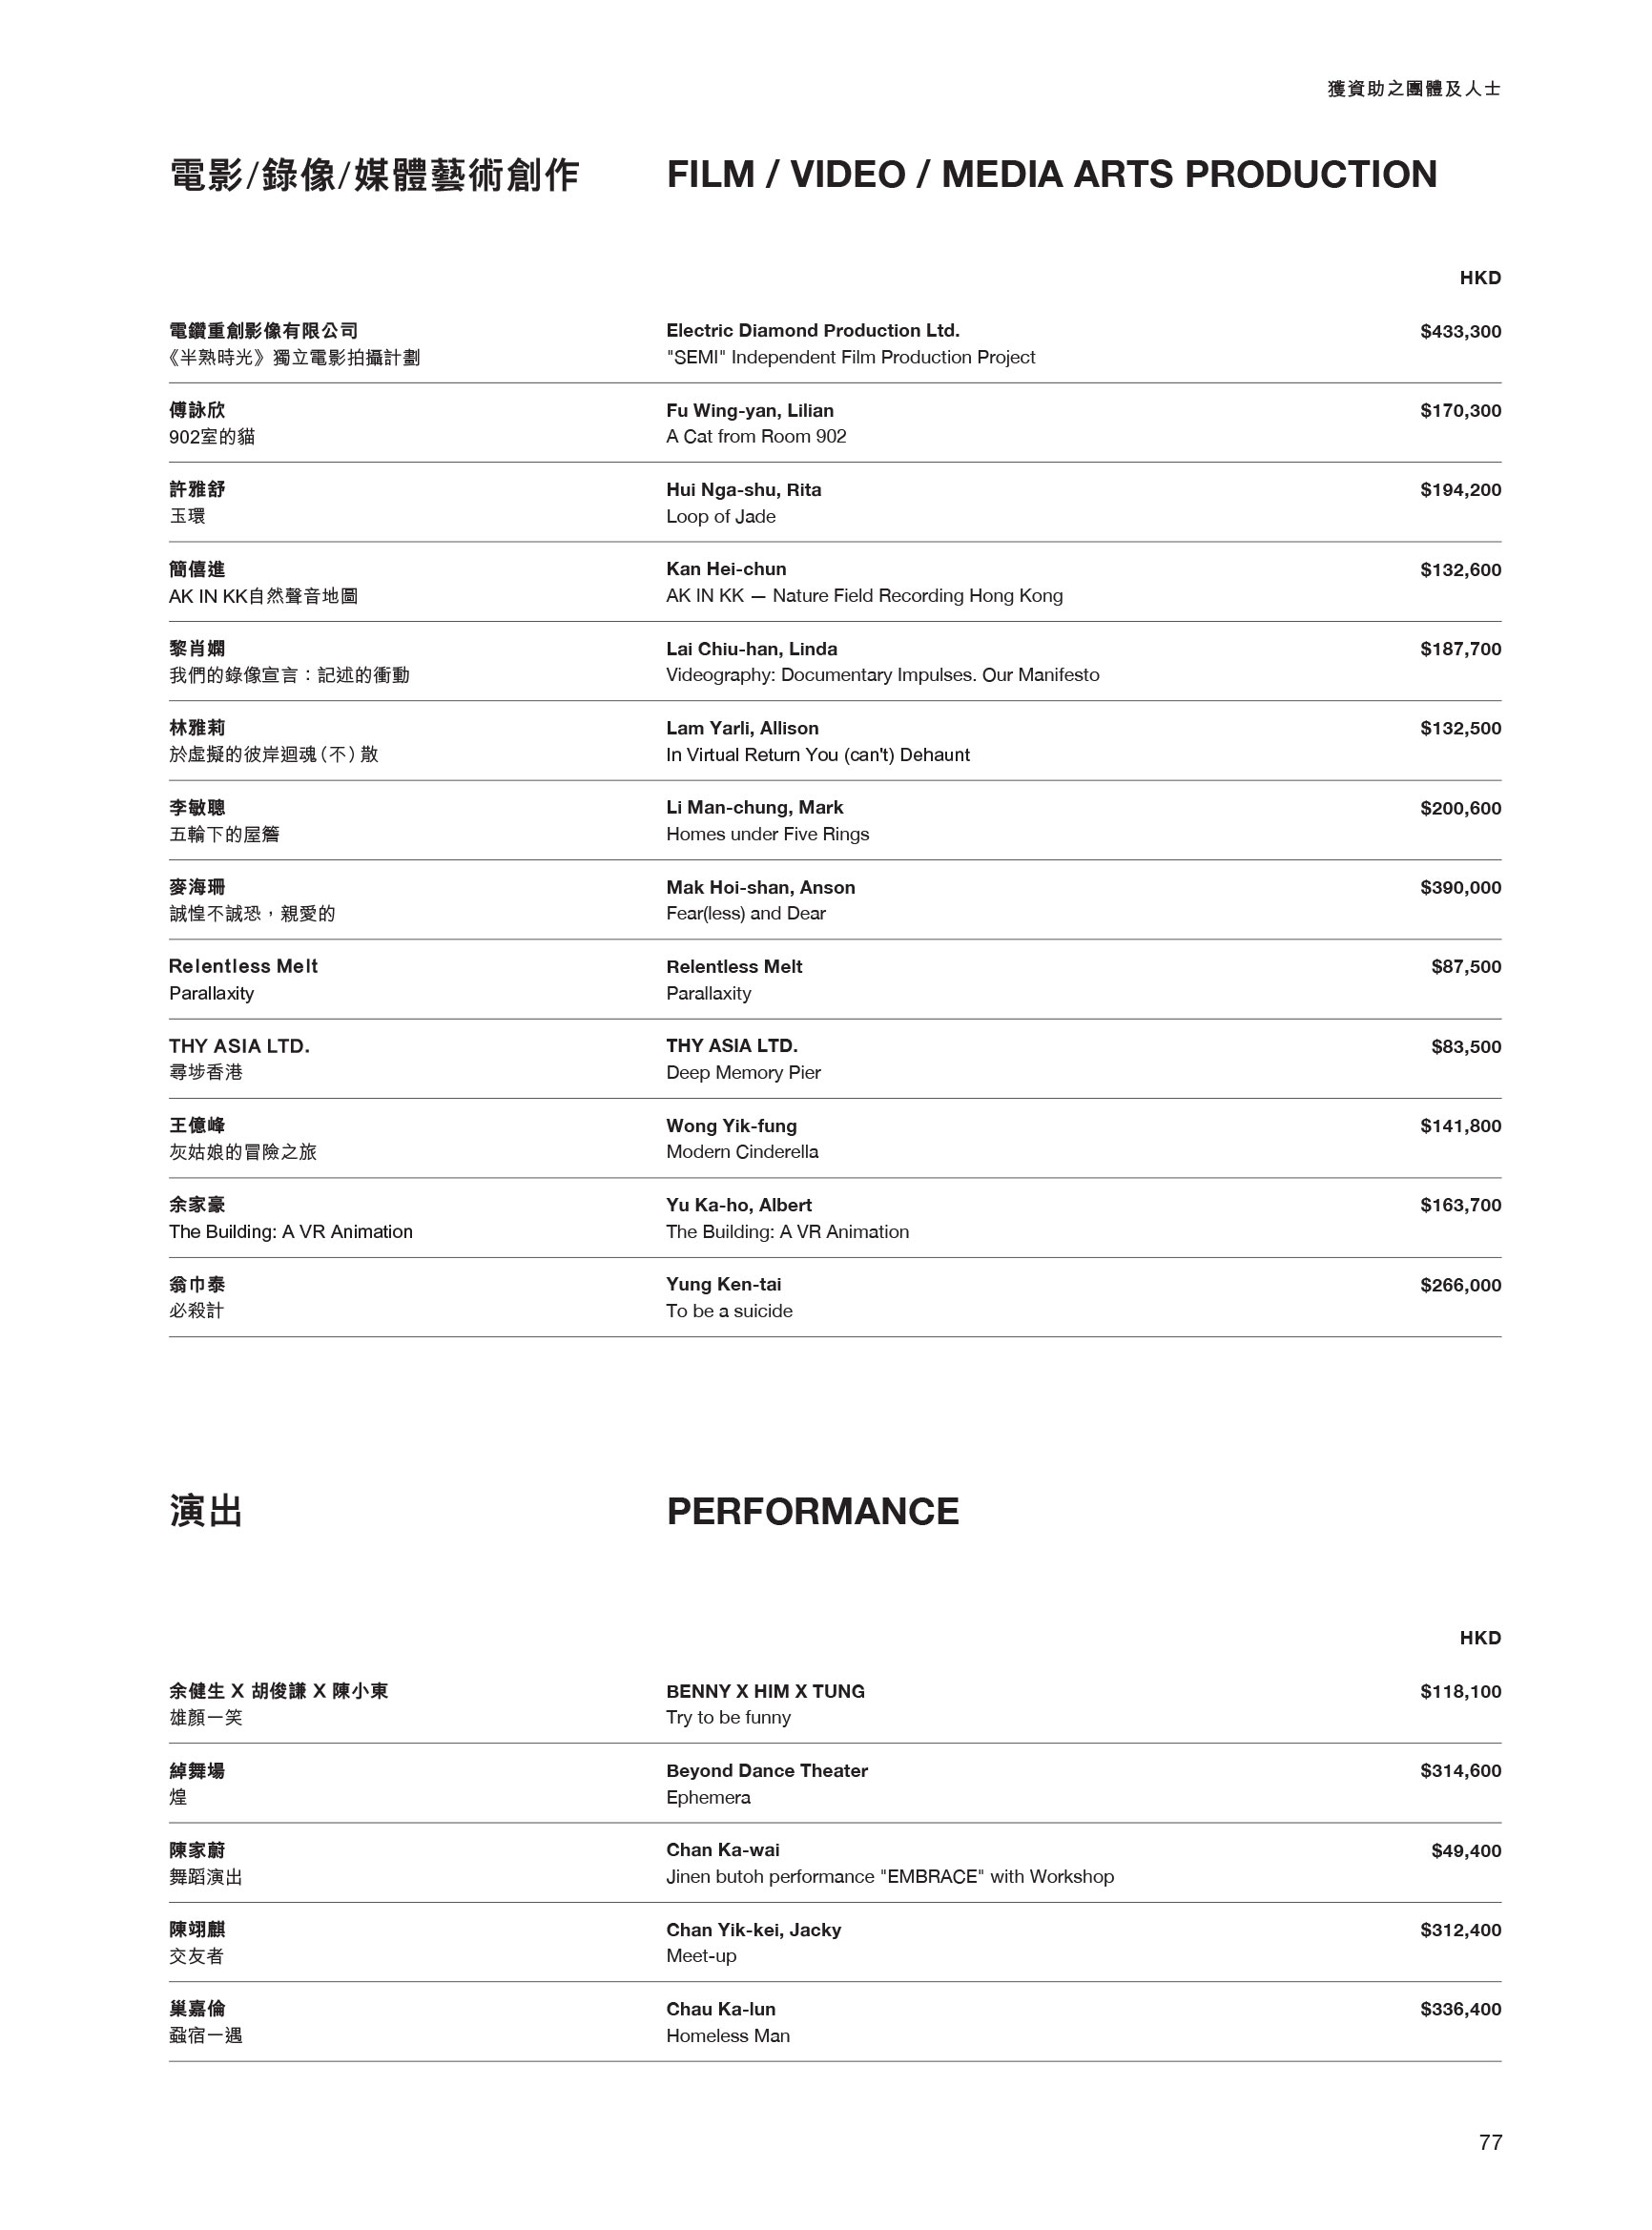 獲資助之團體及人士
電影/錄像/媒體藝術創作 FILM / VIDEO / MEDIA ARTS PRODUCTION
HKD
電鑽重創影像有限公司 Electric Diamond Production Ltd. $433,300
《半熟時光》獨立電影拍攝計劃 "SEMI" Independent Film Production Project
傅詠欣 Fu Wing-yan, Lilian $170,300
902室的貓 A Cat from Room 902
許雅舒 Hui Nga-shu, Rita $194,200
玉環 Loop of Jade
簡僖進 Kan Hei-chun $132,600
AK IN KK自然聲音地圖 AK IN KK — Nature Field Recording Hong Kong
黎肖嫻 Lai Chiu-han, Linda $187,700
我們的錄像宣言：記述的衝動 Videography: Documentary Impulses. Our Manifesto
林雅莉 Lam Yarli, Allison $132,500
於虛擬的彼岸迴魂（不）散 In Virtual Return You (can't) Dehaunt
李敏聰 Li Man-chung, Mark $200,600
五輪下的屋簷 Homes under Five Rings
麥海珊 Mak Hoi-shan, Anson $390,000
誠惶不誠恐，親愛的 Fear(less) and Dear
Relentless Melt Relentless Melt $87,500
Parallaxity Parallaxity
THY ASIA LTD. THY ASIA LTD. $83,500
尋埗香港 Deep Memory Pier
王億峰 Wong Yik-fung $141,800
灰姑娘的冒險之旅 Modern Cinderella
余家豪 Yu Ka-ho, Albert $163,700
The Building: A VR Animation The Building: A VR Animation
翁巾泰 Yung Ken-tai $266,000
必殺計 To be a suicide
演出 PERFORMANCE
HKD
余健生 X 胡俊謙 X 陳小東 BENNY X HIM X TUNG $118,100
雄顏一笑 Try to be funny
綽舞場 Beyond Dance Theater $314,600
煌 Ephemera
陳家蔚 Chan Ka-wai $49,400
舞蹈演出 Jinen butoh performance "EMBRACE" with Workshop
陳翊麒 Chan Yik-kei, Jacky $312,400
交友者 Meet-up
巢嘉倫 Chau Ka-lun $336,400
蝨宿一遇 Homeless Man
77